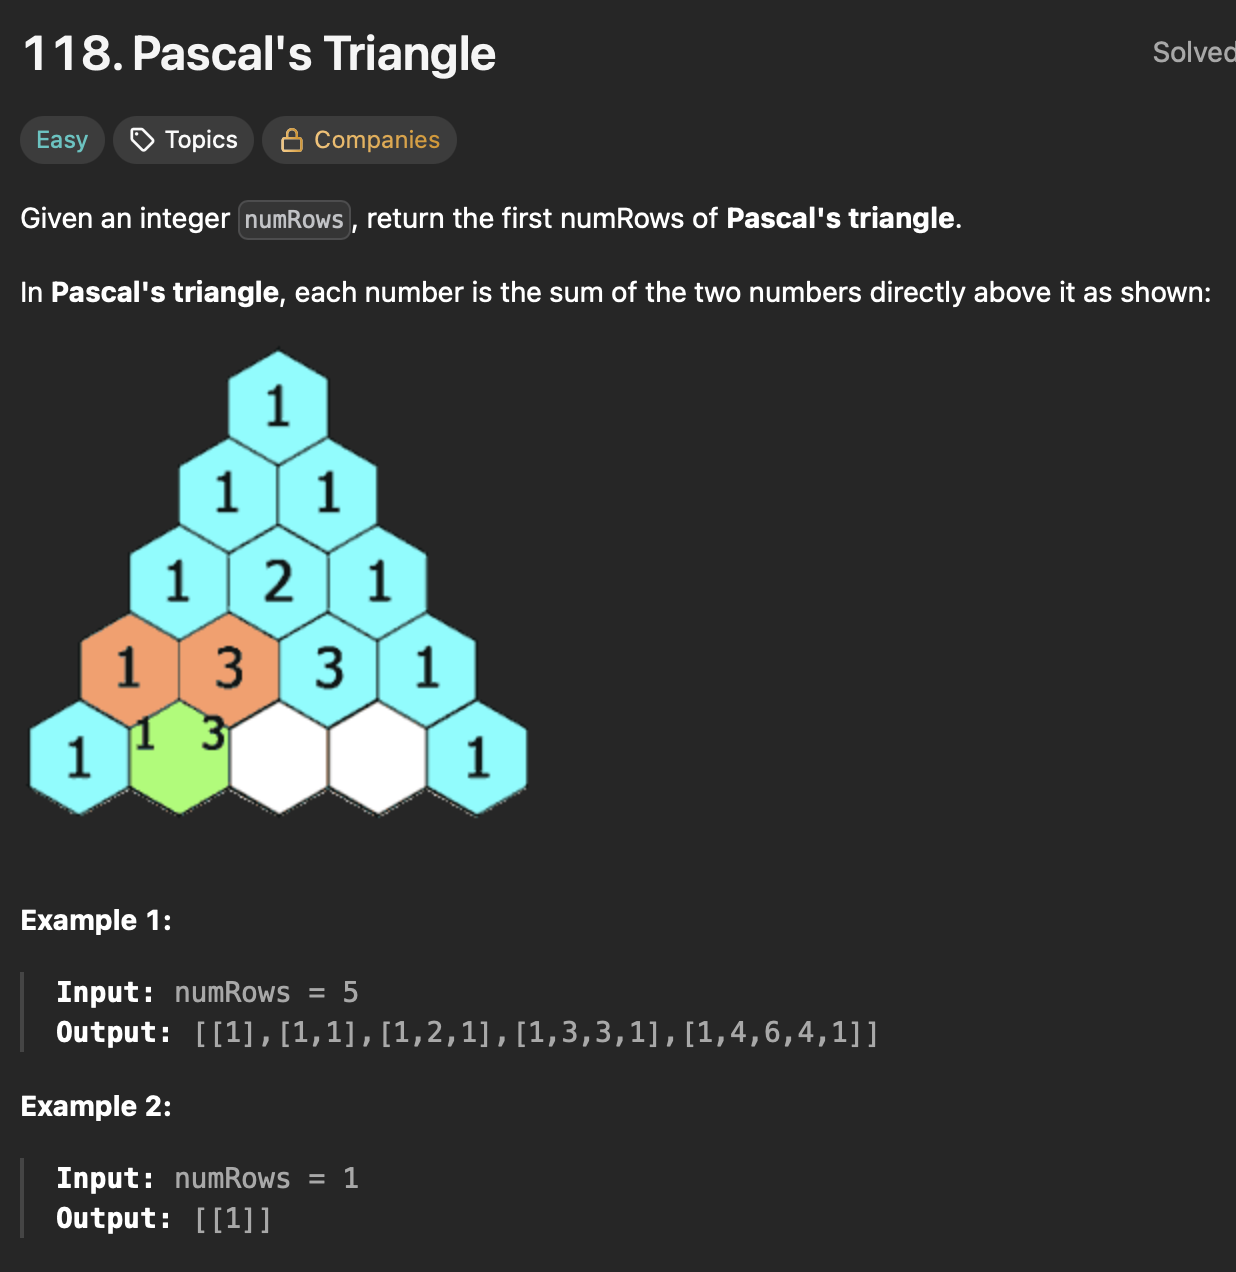 118. Pascal's Triangle
Solved
Easy
Topics
Companies
Given an integer numRows, return the first numRows of Pascal's triangle.
In Pascal's triangle, each number is the sum of the two numbers directly above it as shown:
1
1 1
1 2 1
1 3 3 1
1 1 3 1
Example 1:
Input: numRows = 5
Output: [[1],[1,1],[1,2,1],[1,3,3,1],[1,4,6,4,1]]
Example 2:
Input: numRows = 1
Output: [[1]]